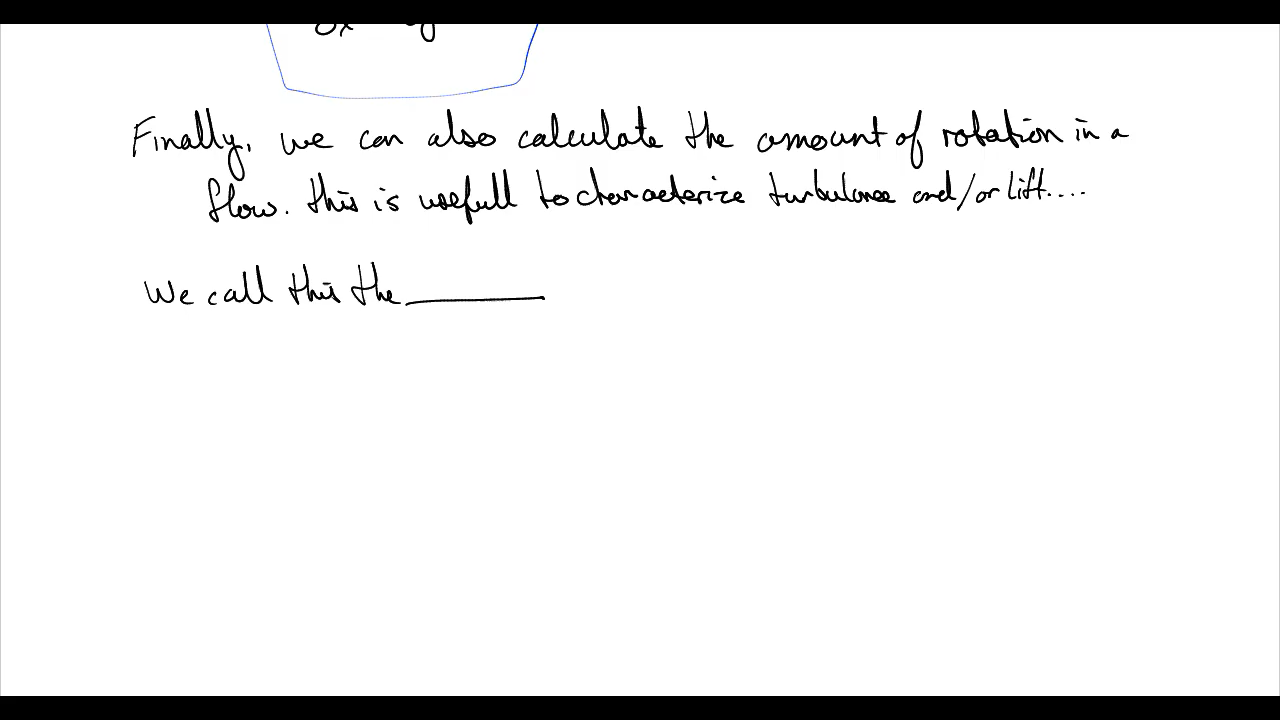 Finally, we can also calculate the amount of rotation in a
flow. this is usefull to characterize turbulance and/or lift....
We call this the